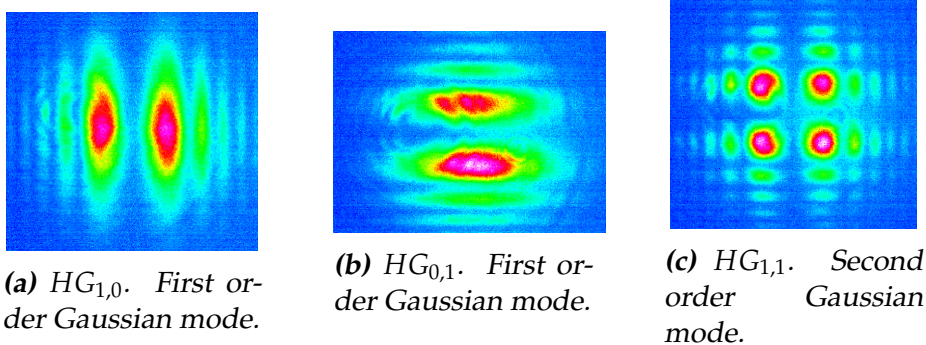 (a) HG1,0. First or-
der Gaussian mode.
(b) HG0,1. First or-
der Gaussian mode.
(c) HG1,1. Second
order Gaussian
mode.